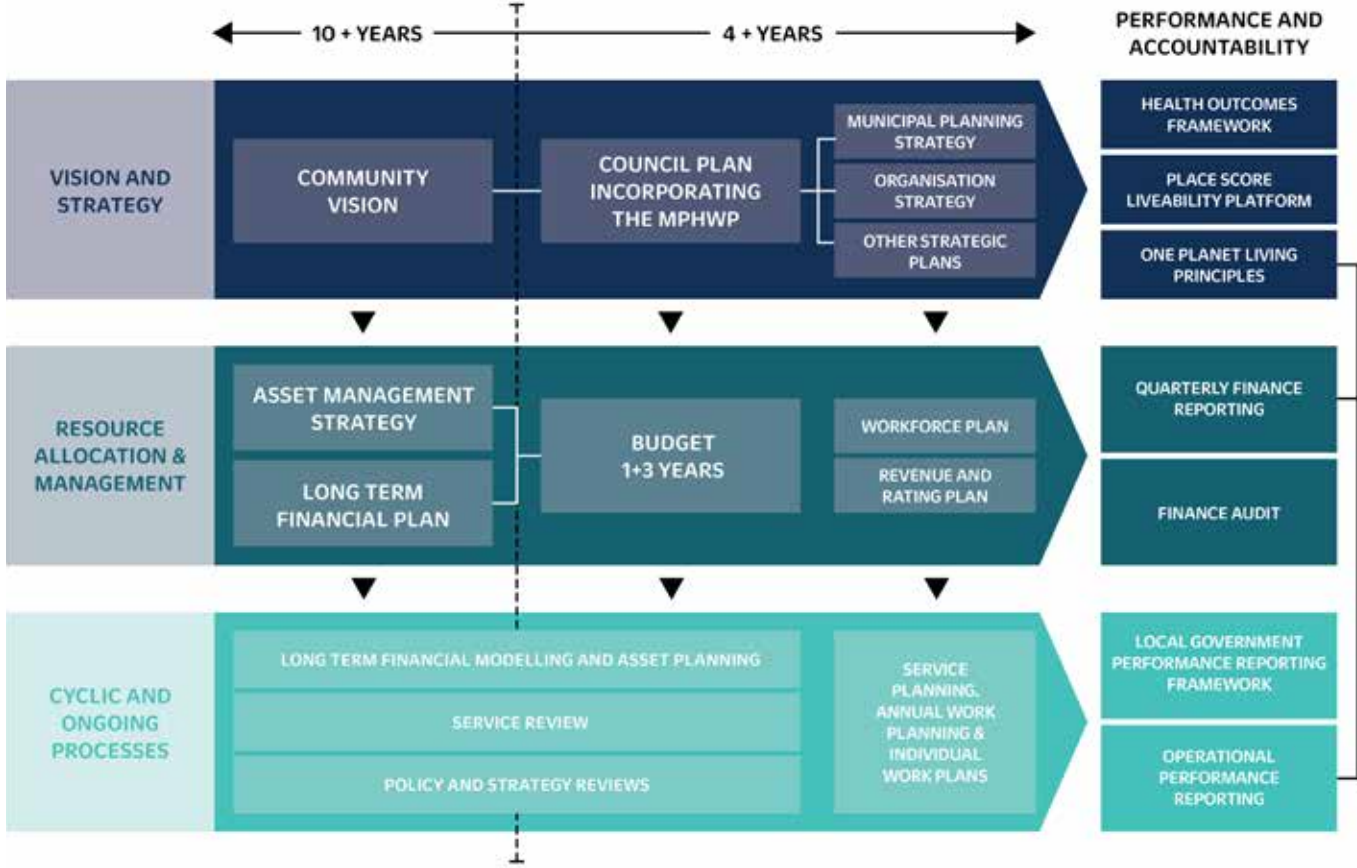 10 + YEARS
4 + YEARS
PERFORMANCE AND
ACCOUNTABILITY
VISION AND
STRATEGY
COMMUNITY
VISION
COUNCIL PLAN
INCORPORATING
THE MPHWP
MUNICIPAL PLANNING
STRATEGY
ORGANISATION
STRATEGY
OTHER STRATEGIC
PLANS
HEALTH OUTCOMES
FRAMEWORK
PLACE SCORE
LIVEABILITY PLATFORM
ONE PLANET LIVING
PRINCIPLES
RESOURCE
ALLOCATION &
MANAGEMENT
ASSET MANAGEMENT
STRATEGY
LONG TERM
FINANCIAL PLAN
BUDGET
1+3 YEARS
WORKFORCE PLAN
REVENUE AND
RATING PLAN
QUARTERLY FINANCE
REPORTING
FINANCE AUDIT
CYCLIC AND
ONGOING
PROCESSES
LONG TERM FINANCIAL MODELLING AND ASSET PLANNING
SERVICE REVIEW
POLICY AND STRATEGY REVIEWS
SERVICE
PLANNING,
ANNUAL WORK
PLANNING &
INDIVIDUAL
WORK PLANS
LOCAL GOVERNMENT
PERFORMANCE REPORTING
FRAMEWORK
OPERATIONAL
PERFORMANCE
REPORTING